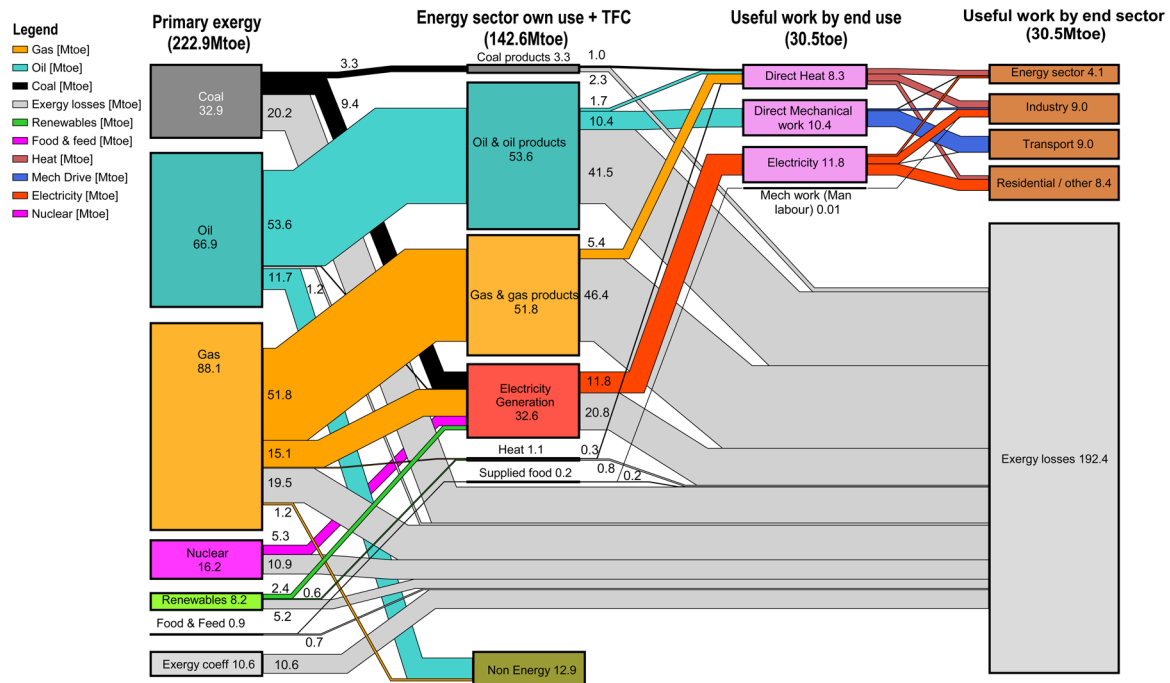 Legend
Gas [Mtoe]
Oil [Mtoe]
Coal [Mtoe]
Exergy losses [Mtoe]
Renewables [Mtoe]
Food & feed [Mtoe]
Heat [Mtoe]
Mech Drive [Mtoe]
Electricity [Mtoe]
Nuclear [Mtoe]
Primary exergy
(222.9Mtoe)
Coal
32.9
Oil
66.9
Gas
88.1
Nuclear
16.2
Renewables 8.2
Food & Feed 0.9
Exergy coeff 10.6
3.3
9.4
20.2
53.6
11.7
1.2
51.8
15.1
19.5
1.2
5.3
10.9
2.4
0.6
5.2
0.7
10.6
Energy sector own use + TFC
(142.6Mtoe)
Coal products 3.3
Oil & oil products
53.6
Gas & gas products
51.8
Electricity
Generation
32.6
Heat 1.1
Supplied food 0.2
Non Energy 12.9
1.0
2.3
1.7
10.4
41.5
5.4
46.4
11.8
20.8
0.3
0.8
0.2
Useful work by end use
(30.5toe)
Direct Heat 8.3
Direct Mechanical
work 10.4
Electricity 11.8
Mech work (Man
labour) 0.01
Useful work by end sector
(30.5Mtoe)
Energy sector 4.1
Industry 9.0
Transport 9.0
Residential / other 8.4
Exergy losses 192.4